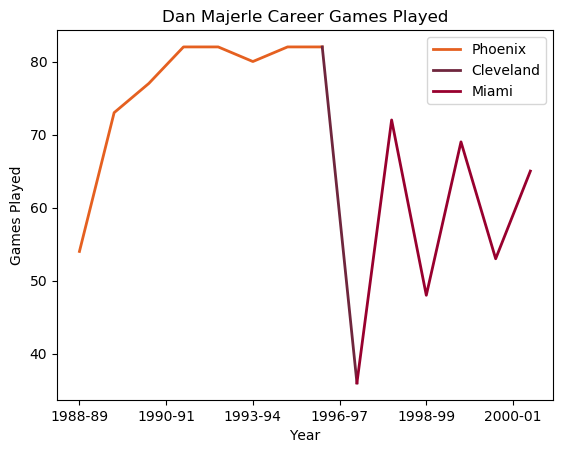 Dan Majerle Career Games Played
Phoenix
Cleveland
Miami
Games Played
80
70
60
50
40
1988-89 1990-91 1993-94 1996-97 1998-99 2000-01
Year